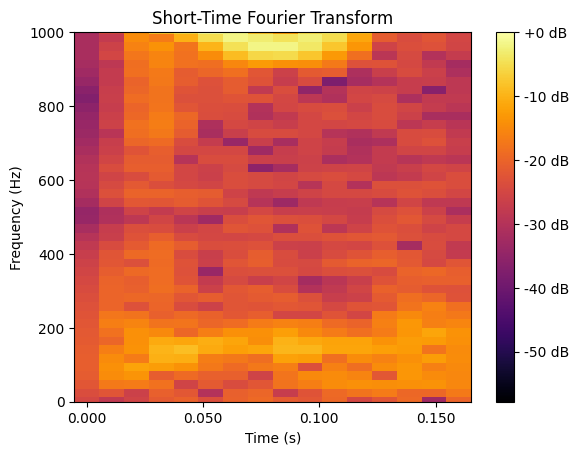 Short-Time Fourier Transform
Frequency (Hz)
1000
800
600
400
200
0
0.000
0.050
0.100
0.150
Time (s)
+0 dB
-10 dB
-20 dB
-30 dB
-40 dB
-50 dB